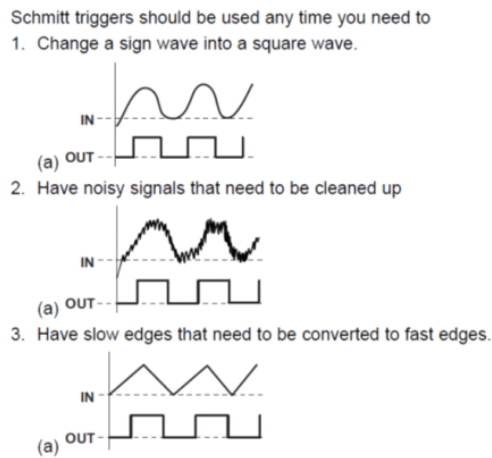 Schmitt triggers should be used any time you need to
1. Change a sign wave into a square wave.
IN
(a) OUT
2. Have noisy signals that need to be cleaned up
IN
(a) OUT
3. Have slow edges that need to be converted to fast edges.
IN
(a) OUT